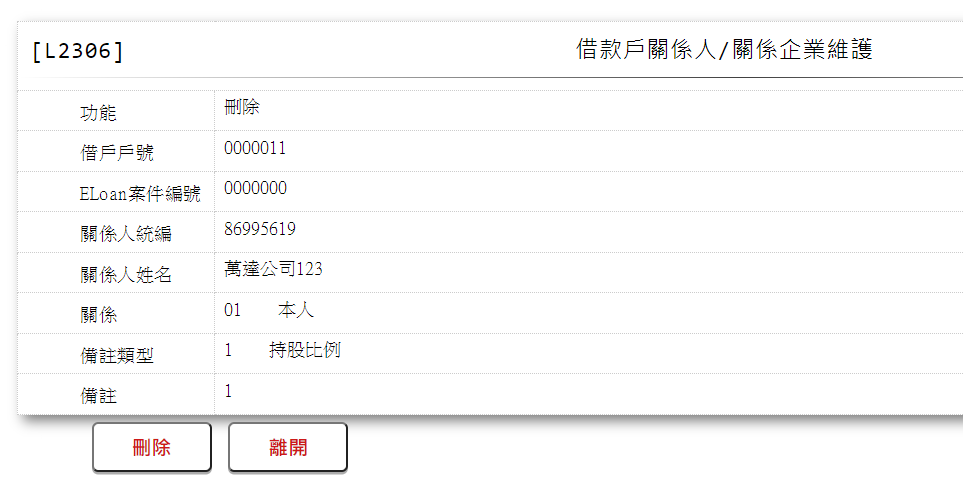 [L2306] 借款戶關係人/關係企業維護
功能 刪除
借戶戶號 0000011
ELoan案件編號 0000000
關係人統編 86995619
關係人姓名 萬達公司123
關係 01 本人
備註類型 1 持股比例
備註 1
刪除 離開